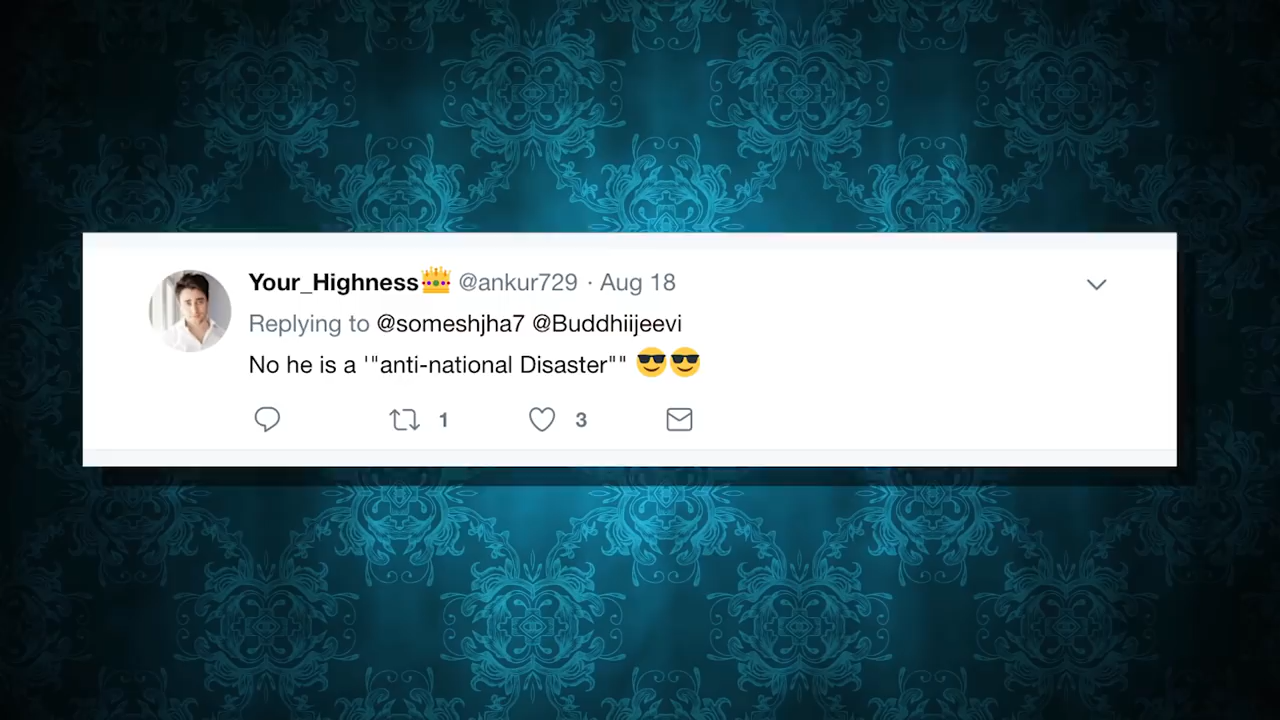 Your_Highness👑 @ankur729 · Aug 18
Replying to @someshjha7 @Buddhiijeevi
No he is a '"anti-national Disaster"" 😎😎
1 3